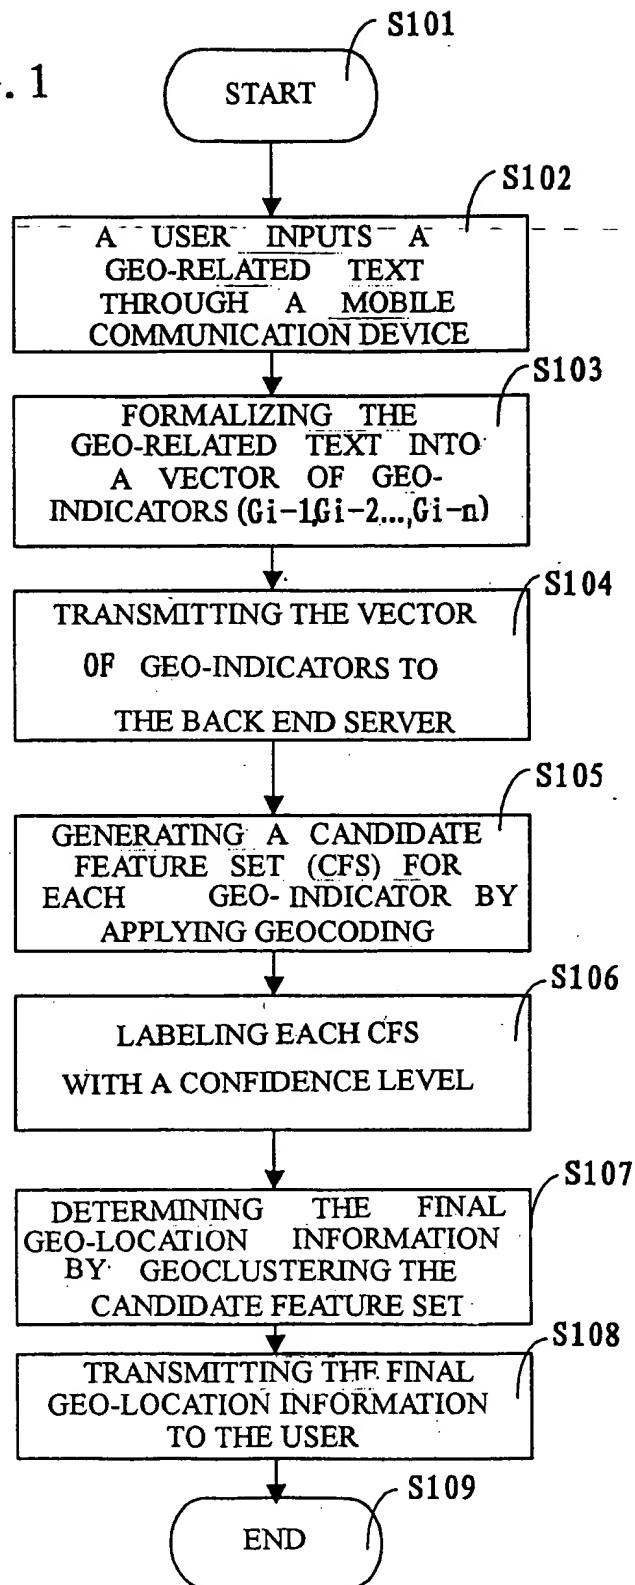 . 1
S101
START
S102
A USER INPUTS A
GEO-RELATED TEXT
THROUGH A MOBILE
COMMUNICATION DEVICE
S103
FORMALIZING THE
GEO-RELATED TEXT INTO
A VECTOR OF GEO-
INDICATORS (Gi-1,Gi-2...,Gi-n)
S104
TRANSMITTING THE VECTOR
OF GEO-INDICATORS TO
THE BACK END SERVER
S105
GENERATING A CANDIDATE
FEATURE SET (CFS) FOR
EACH GEO- INDICATOR BY
APPLYING GEOCODING
S106
LABELING EACH CFS
WITH A CONFIDENCE LEVEL
S107
DETERMINING THE FINAL
GEO-LOCATION INFORMATION
BY GEOCLUSTERING THE
CANDIDATE FEATURE SET
S108
TRANSMITTING THE FINAL
GEO-LOCATION INFORMATION
TO THE USER
S109
END